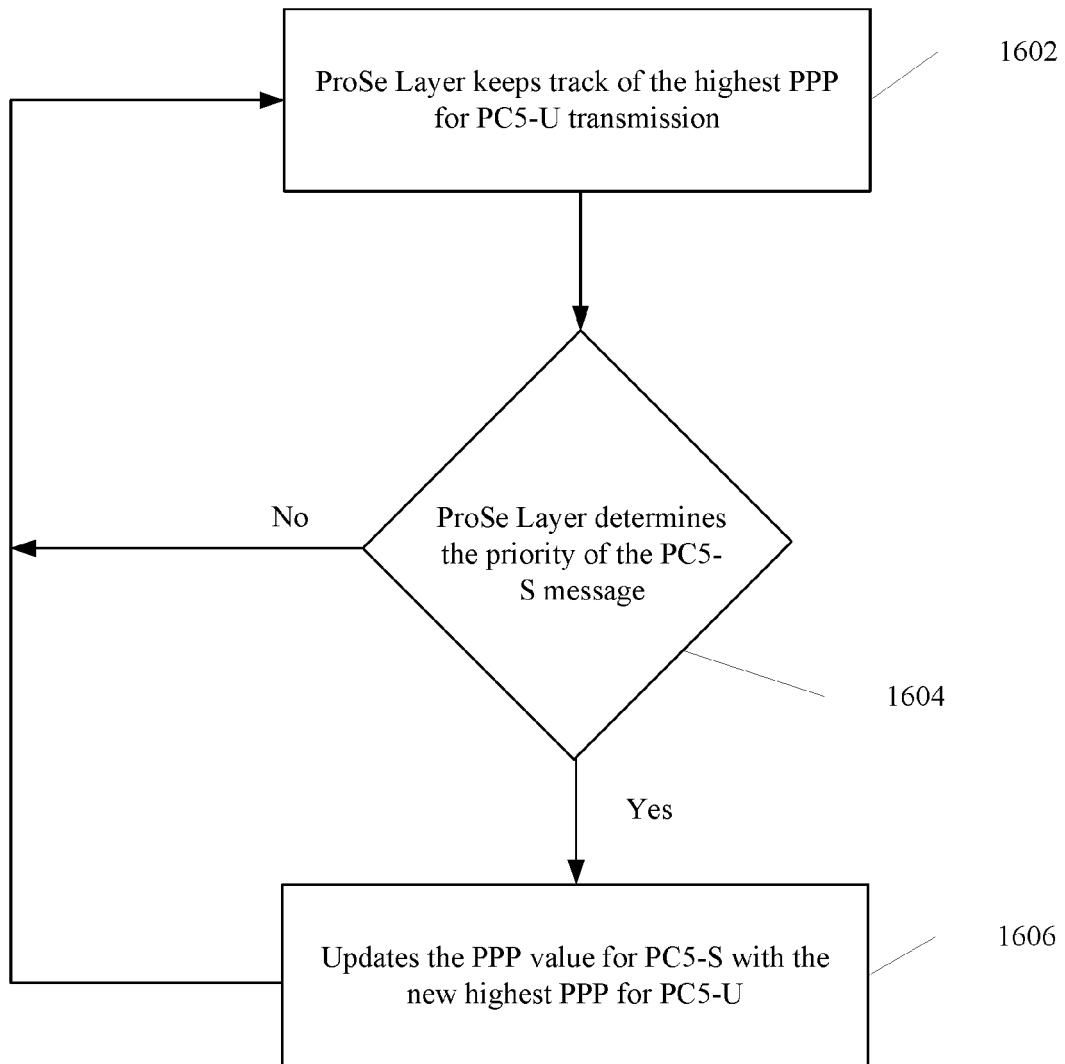 1602
ProSe Layer keeps track of the highest PPP
for PC5-U transmission
No
ProSe Layer determines
the priority of the PC5-
S message
1604
Yes
1606
Updates the PPP value for PC5-S with the
new highest PPP for PC5-U